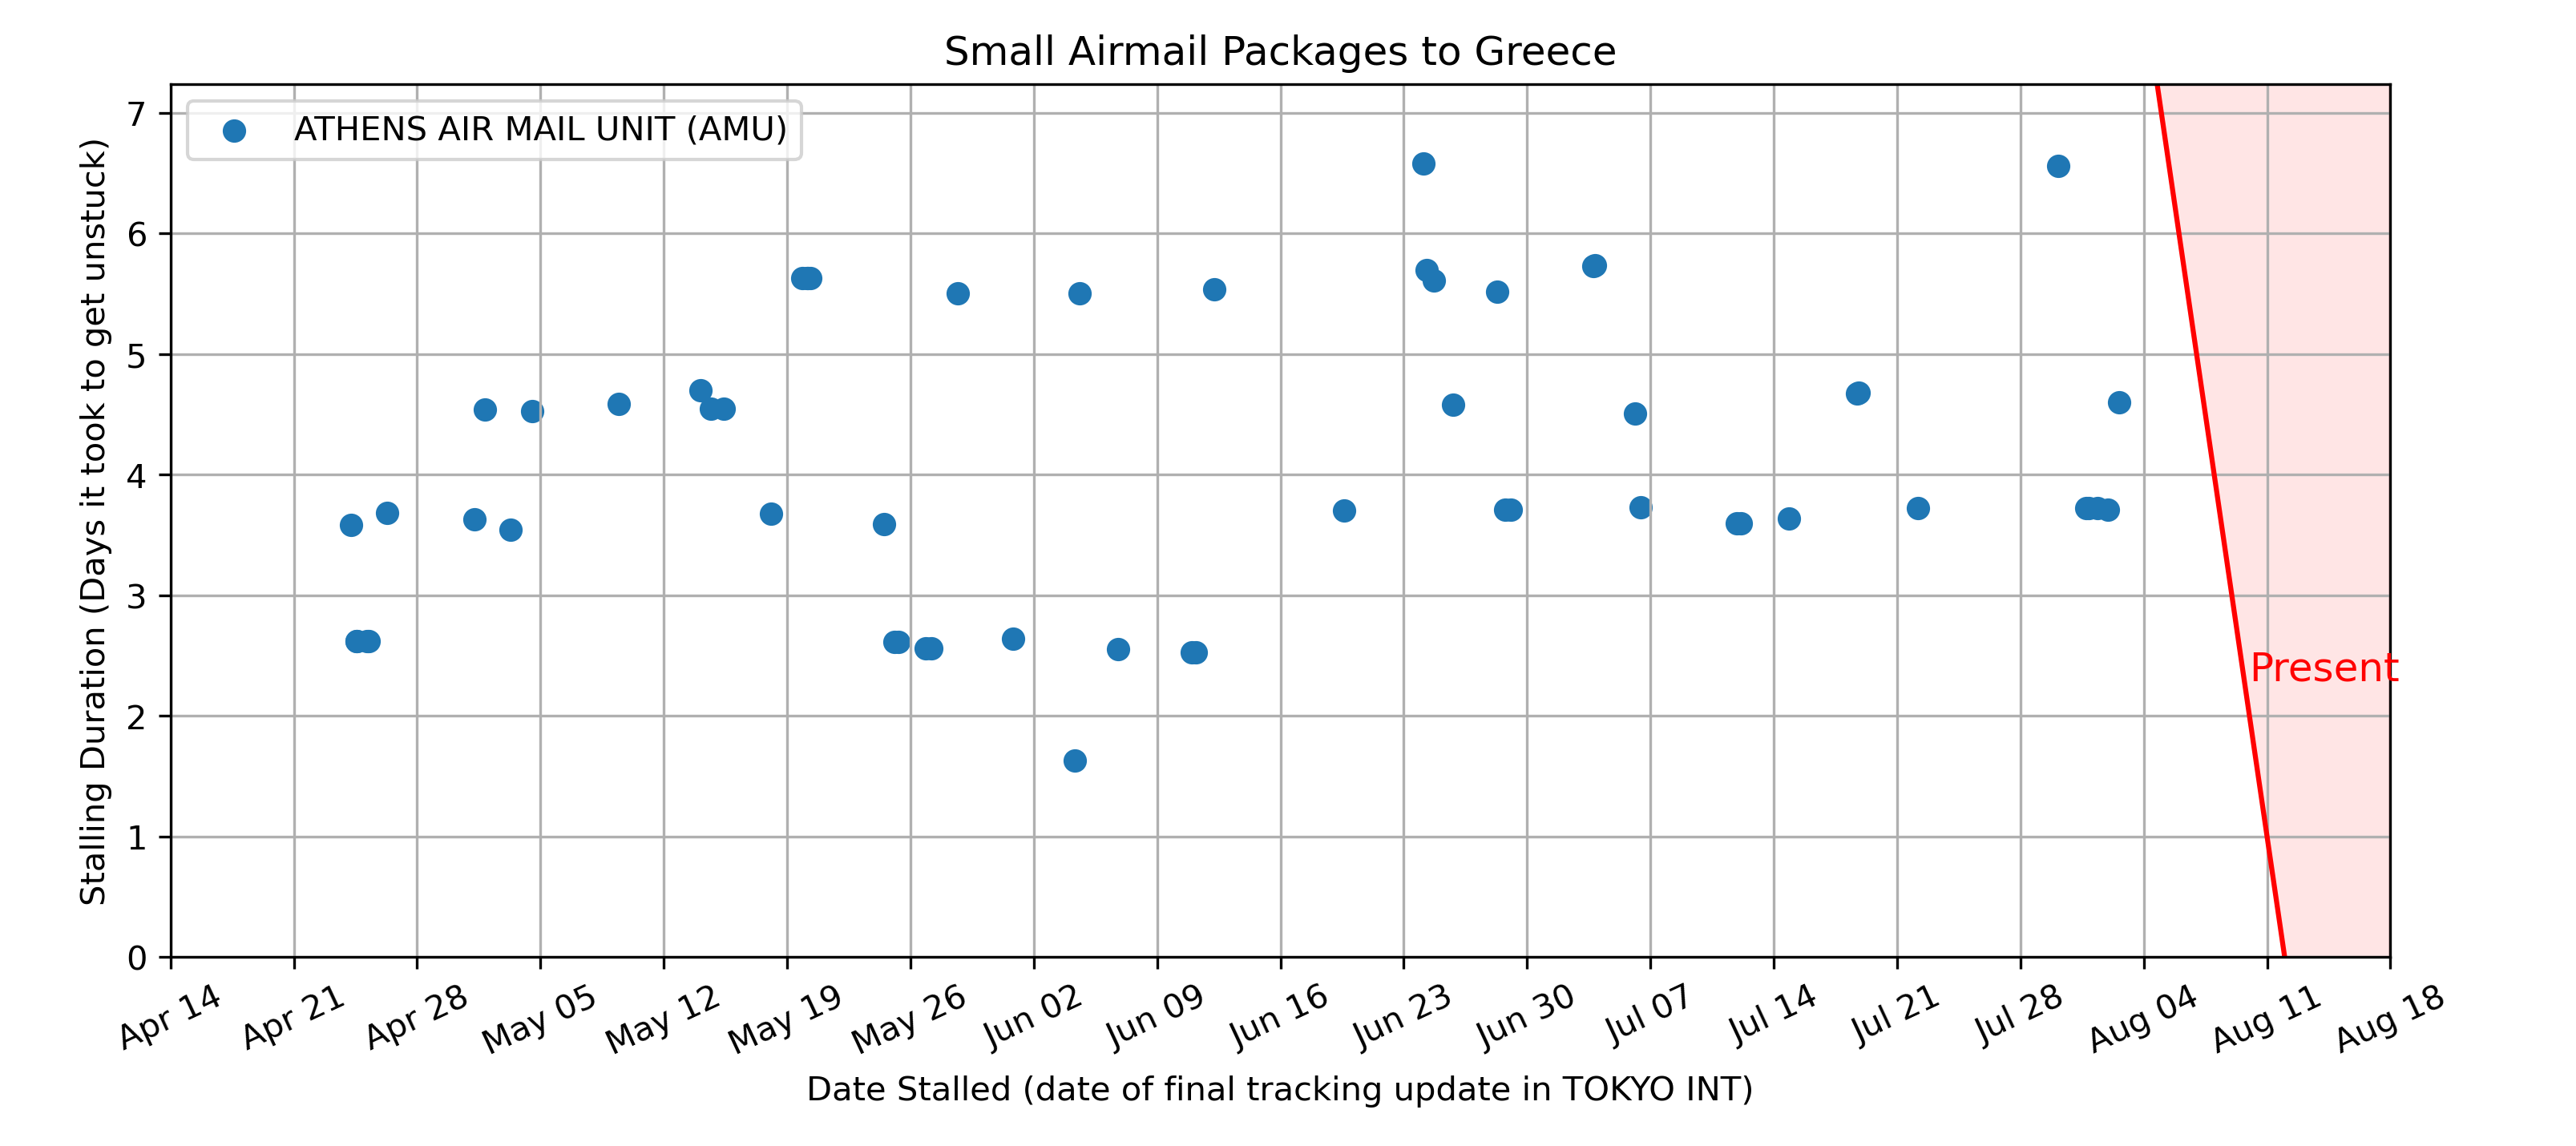 Small Airmail Packages to Greece
ATHENS AIR MAIL UNIT (AMU)
Stalling Duration (Days it took to get unstuck)
7
6
5
4
3
2
1
0
Present
Apr 14
Apr 21
Apr 28
May 05
May 12
May 19
May 26
Jun 02
Jun 09
Jun 16
Jun 23
Jun 30
Jul 07
Jul 14
Jul 21
Jul 28
Aug 04
Aug 11
Aug 18
Date Stalled (date of final tracking update in TOKYO INT)